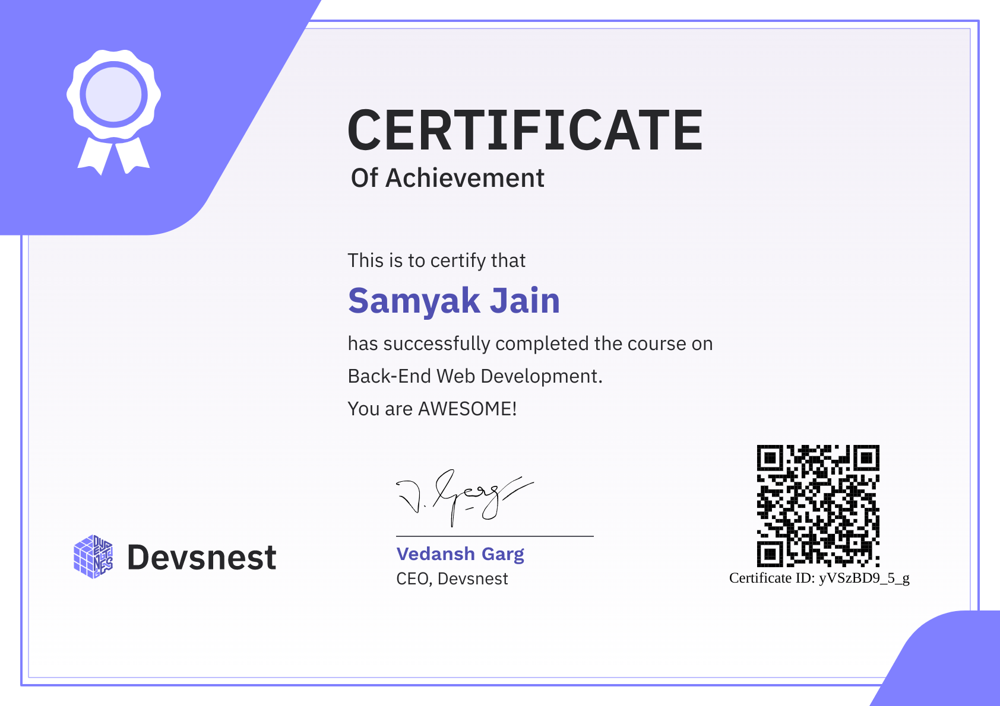 CERTIFICATE
Of Achievement
This is to certify that
Samyak Jain
has successfully completed the course on
Back-End Web Development.
You are AWESOME!
V. Garg
Devsnest
Vedansh Garg
CEO, Devsnest
Certificate ID: yVSzBD9_5_g